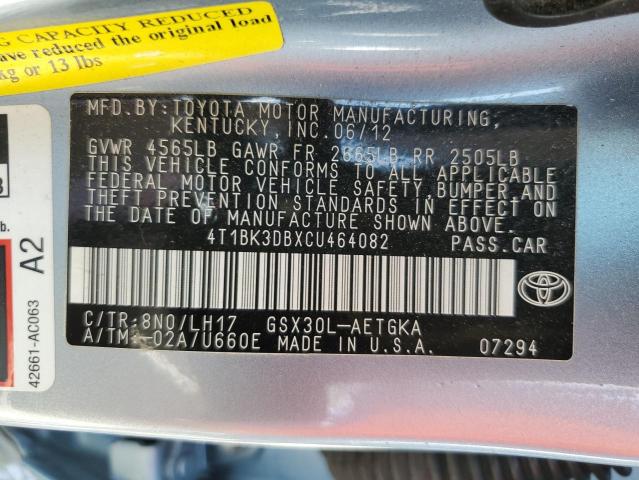 G CAPACITY REDUCED
ave reduced the original load
kg or 13 lbs
MFD.BY:TOYOTA MOTOR MANUFACTURING,
KENTUCKY, INC. 06/12
GVWR 4565LB GAWR FR 2665LB RR 2505LB
THIS VEHICLE CONFORMS TO ALL APPLICABLE
FEDERAL MOTOR VEHICLE SAFETY, BUMPER AND
THEFT PREVENTION STANDARDS IN EFFECT ON
THE DATE OF MANUFACTURE SHOWN ABOVE.
4T1BK3DBXCU464082 PASS.CAR
TOYOTA
C/TR:8N0/LH17 GSX30L-AETGKA
A/TM:-02A/U660E MADE IN U.S.A. 07294
b.
A2
42661-AC063